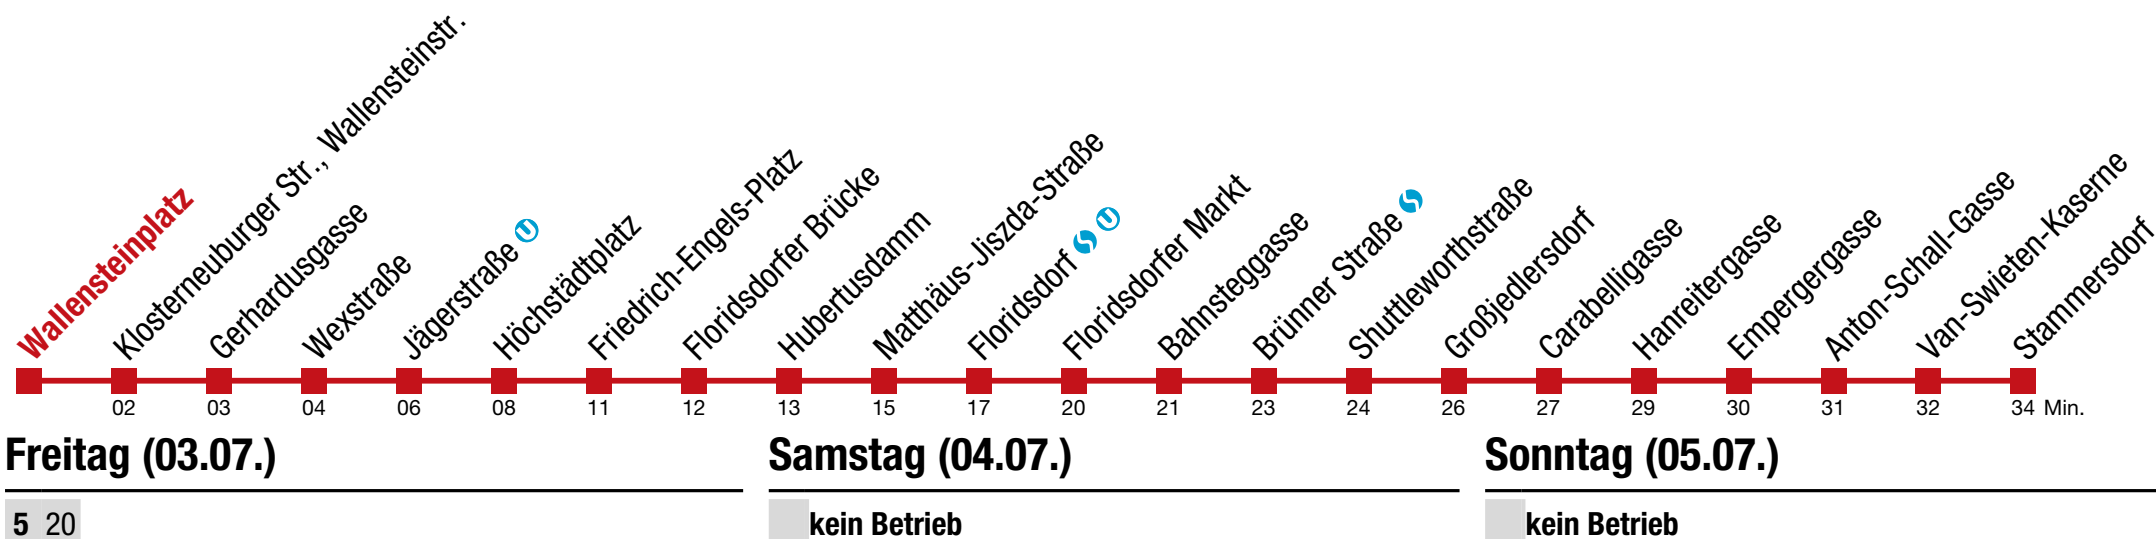 Wallensteinplatz
Klosterneuburger Str., Wallensteinstr.
Gerhardusgasse
Wexstraße
Jägerstraße U
Höchstädtplatz
Friedrich-Engels-Platz
Floridsdorfer Brücke
Hubertusdamm
Matthäus-Jiszda-Straße
Floridsdorf S U
Floridsdorfer Markt
Bahnsteggasse
Brünner Straße S
Shuttleworthstraße
Großjedlersdorf
Carabelligasse
Hanreitergasse
Empergergasse
Anton-Schall-Gasse
Van-Swieten-Kaserne
Stammersdorf
02 03 04 06 08 11 12 13 15 17 20 21 23 24 26 27 29 30 31 32 34 Min.
Freitag (03.07.)
5 20
Samstag (04.07.)
kein Betrieb
Sonntag (05.07.)
kein Betrieb